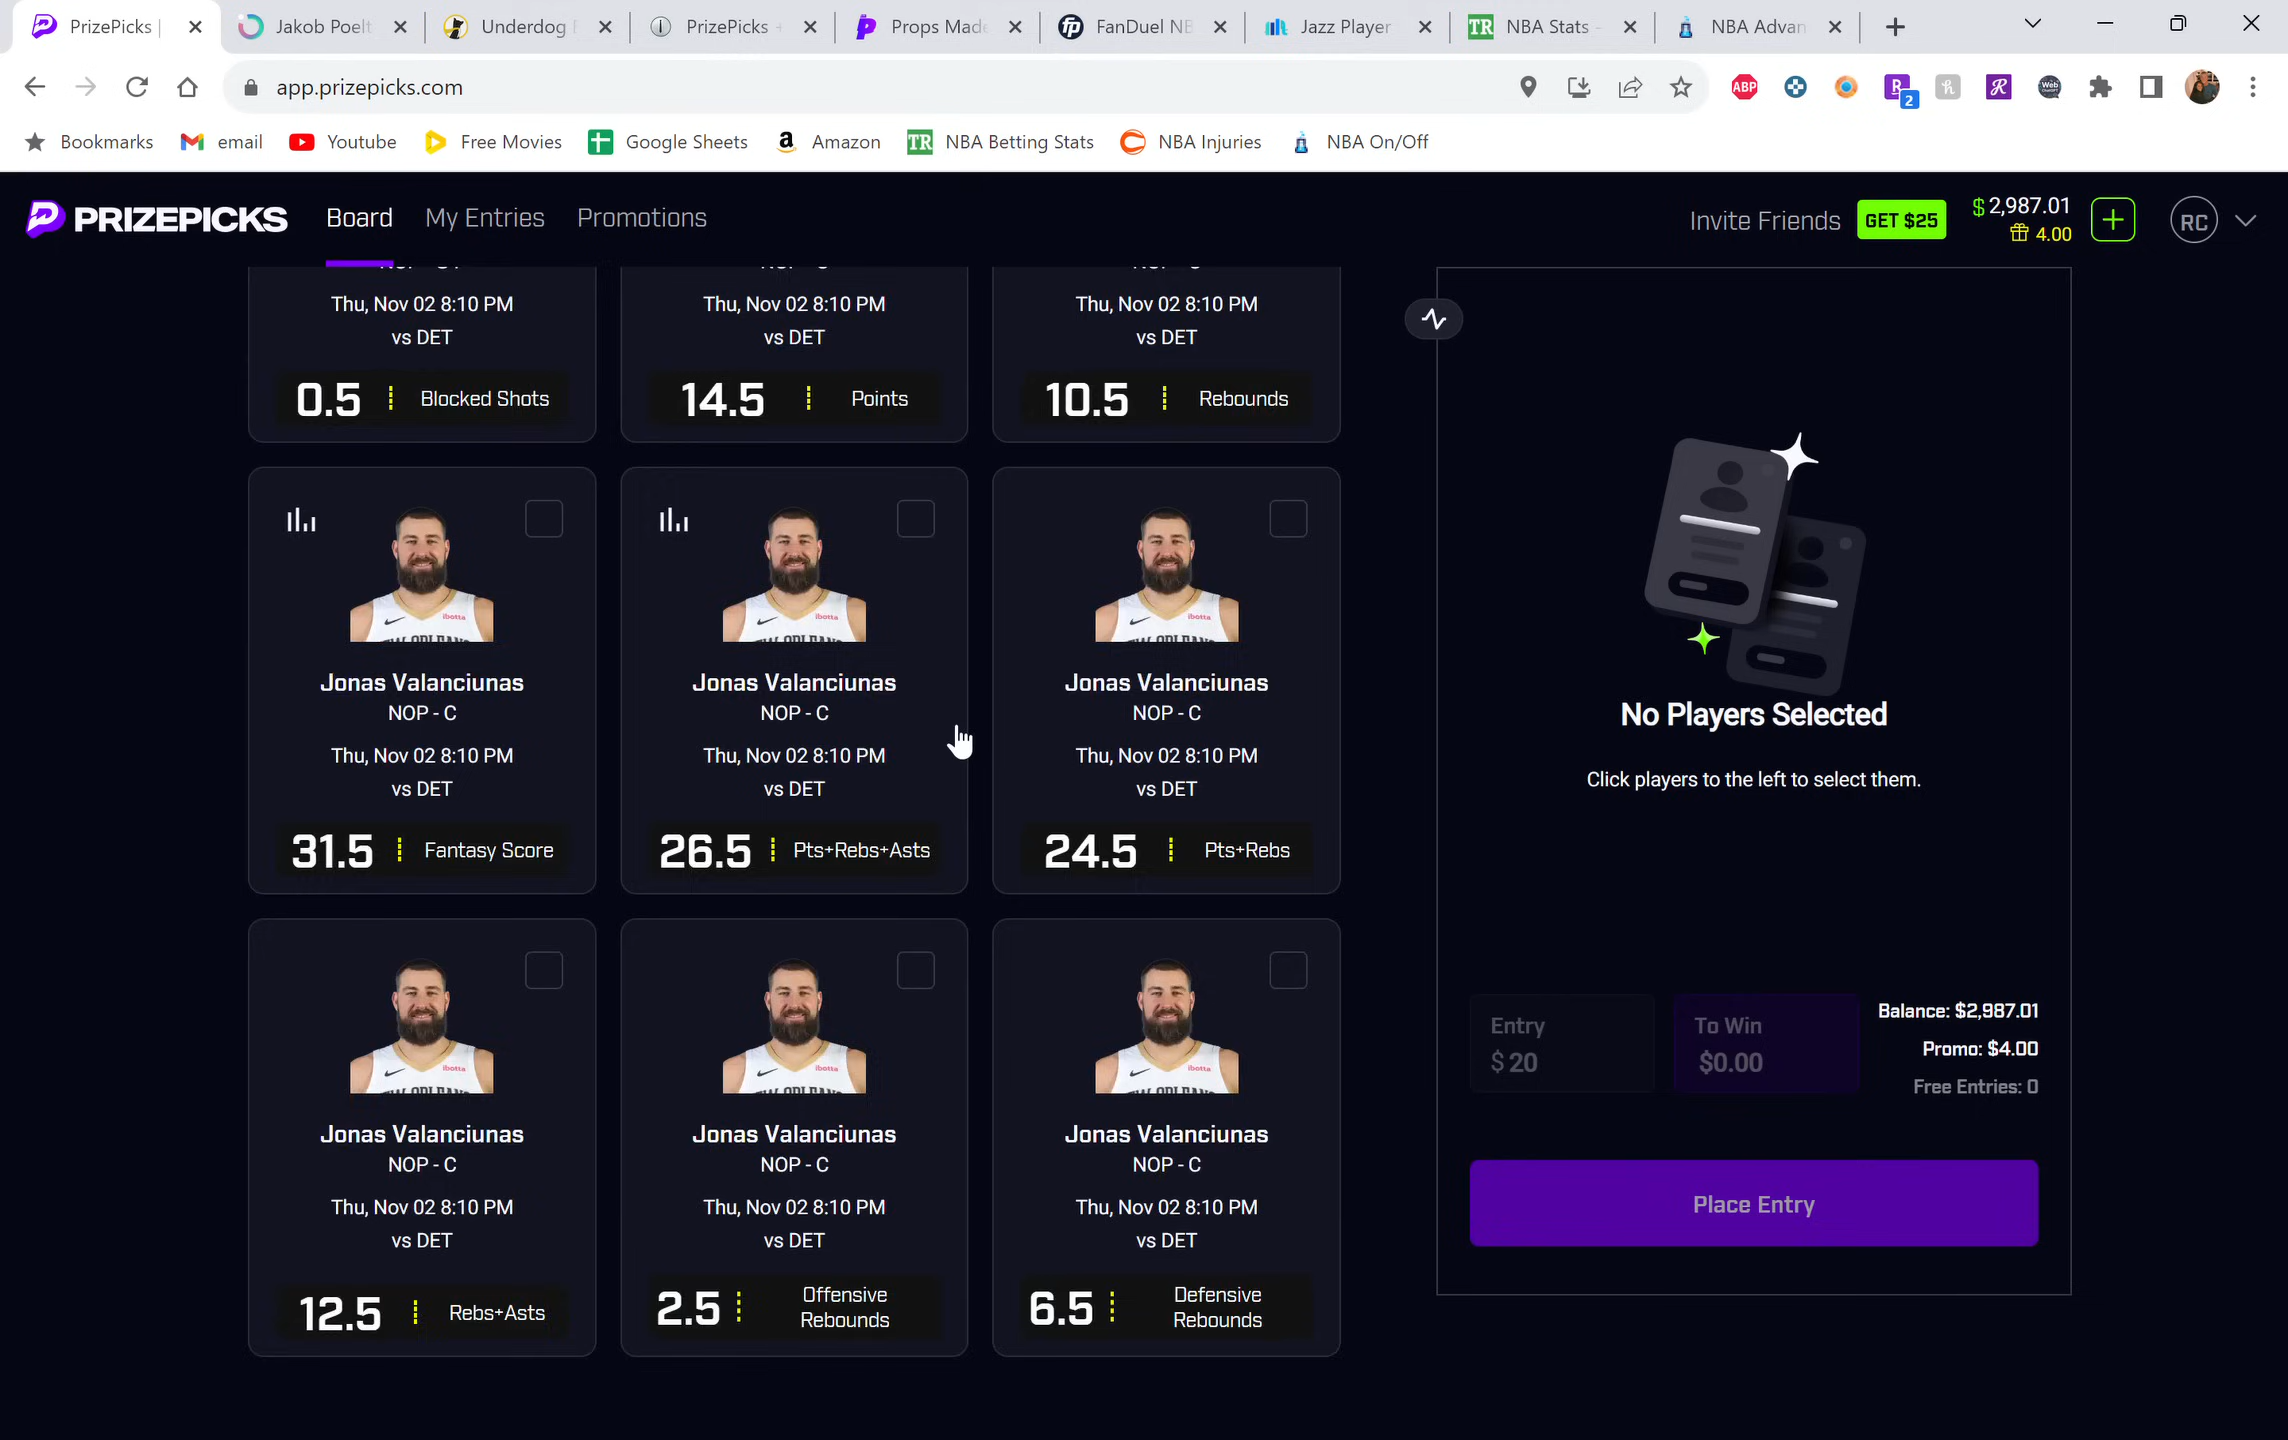 PrizePicks |
Jakob Poelt
Underdog
PrizePicks
Props Made
FanDuel NB
Jazz Player
NBA Stats -
NBA Advan
app.prizepicks.com
ABP
2
Web
Bookmarks
email
Youtube
Free Movies
Google Sheets
Amazon
TR NBA Betting Stats
NBA Injuries
NBA On/Off
PRIZEPICKS
Board
My Entries
Promotions
Invite Friends
GET $25
$ 2,987.01
4.00
RC
Thu, Nov 02 8:10 PM
vs DET
0.5 Blocked Shots
Thu, Nov 02 8:10 PM
vs DET
14.5 Points
Thu, Nov 02 8:10 PM
vs DET
10.5 Rebounds
Jonas Valanciunas
NOP - C
Thu, Nov 02 8:10 PM
vs DET
31.5 Fantasy Score
Jonas Valanciunas
NOP - C
Thu, Nov 02 8:10 PM
vs DET
26.5 Pts+Rebs+Asts
Jonas Valanciunas
NOP - C
Thu, Nov 02 8:10 PM
vs DET
24.5 Pts+Rebs
Jonas Valanciunas
NOP - C
Thu, Nov 02 8:10 PM
vs DET
12.5 Rebs+Asts
Jonas Valanciunas
NOP - C
Thu, Nov 02 8:10 PM
vs DET
2.5 Offensive
Rebounds
Jonas Valanciunas
NOP - C
Thu, Nov 02 8:10 PM
vs DET
6.5 Defensive
Rebounds
No Players Selected
Click players to the left to select them.
Entry
$ 20
To Win
$0.00
Balance: $2,987.01
Promo: $4.00
Free Entries: 0
Place Entry